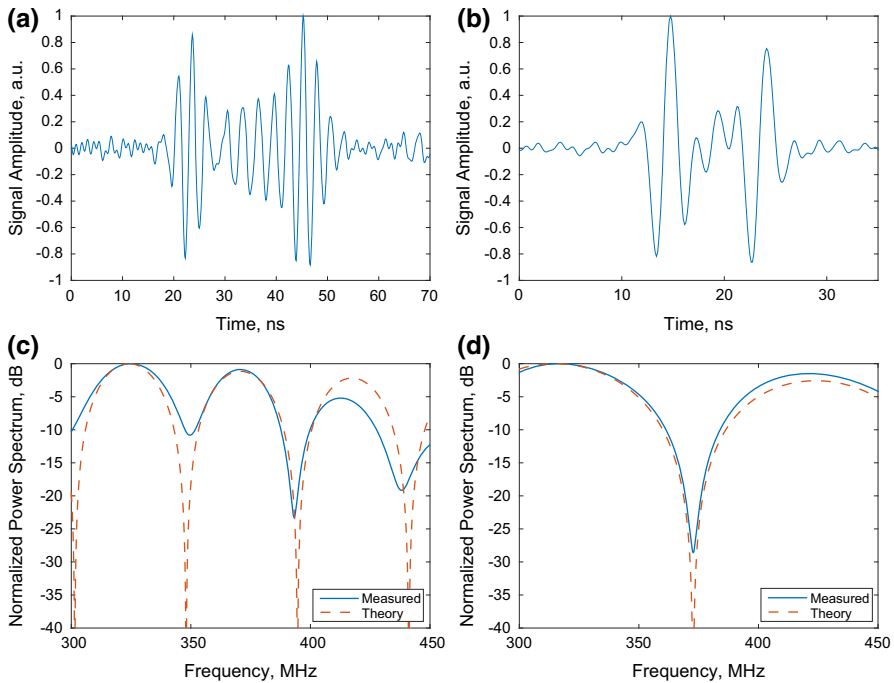 (a)
1
0.8
0.6
0.4
0.2
0
-0.2
-0.4
-0.6
-0.8
-1
Signal Amplitude, a.u.
0 10 20 30 40 50 60 70
Time, ns
(b)
1
0.8
0.6
0.4
0.2
0
-0.2
-0.4
-0.6
-0.8
-1
Signal Amplitude, a.u.
0 10 20 30
Time, ns
(c)
0
-5
-10
-15
-20
-25
-30
-35
-40
Normalized Power Spectrum, dB
Measured
Theory
300 350 400 450
Frequency, MHz
(d)
0
-5
-10
-15
-20
-25
-30
-35
-40
Normalized Power Spectrum, dB
Measured
Theory
300 350 400 450
Frequency, MHz